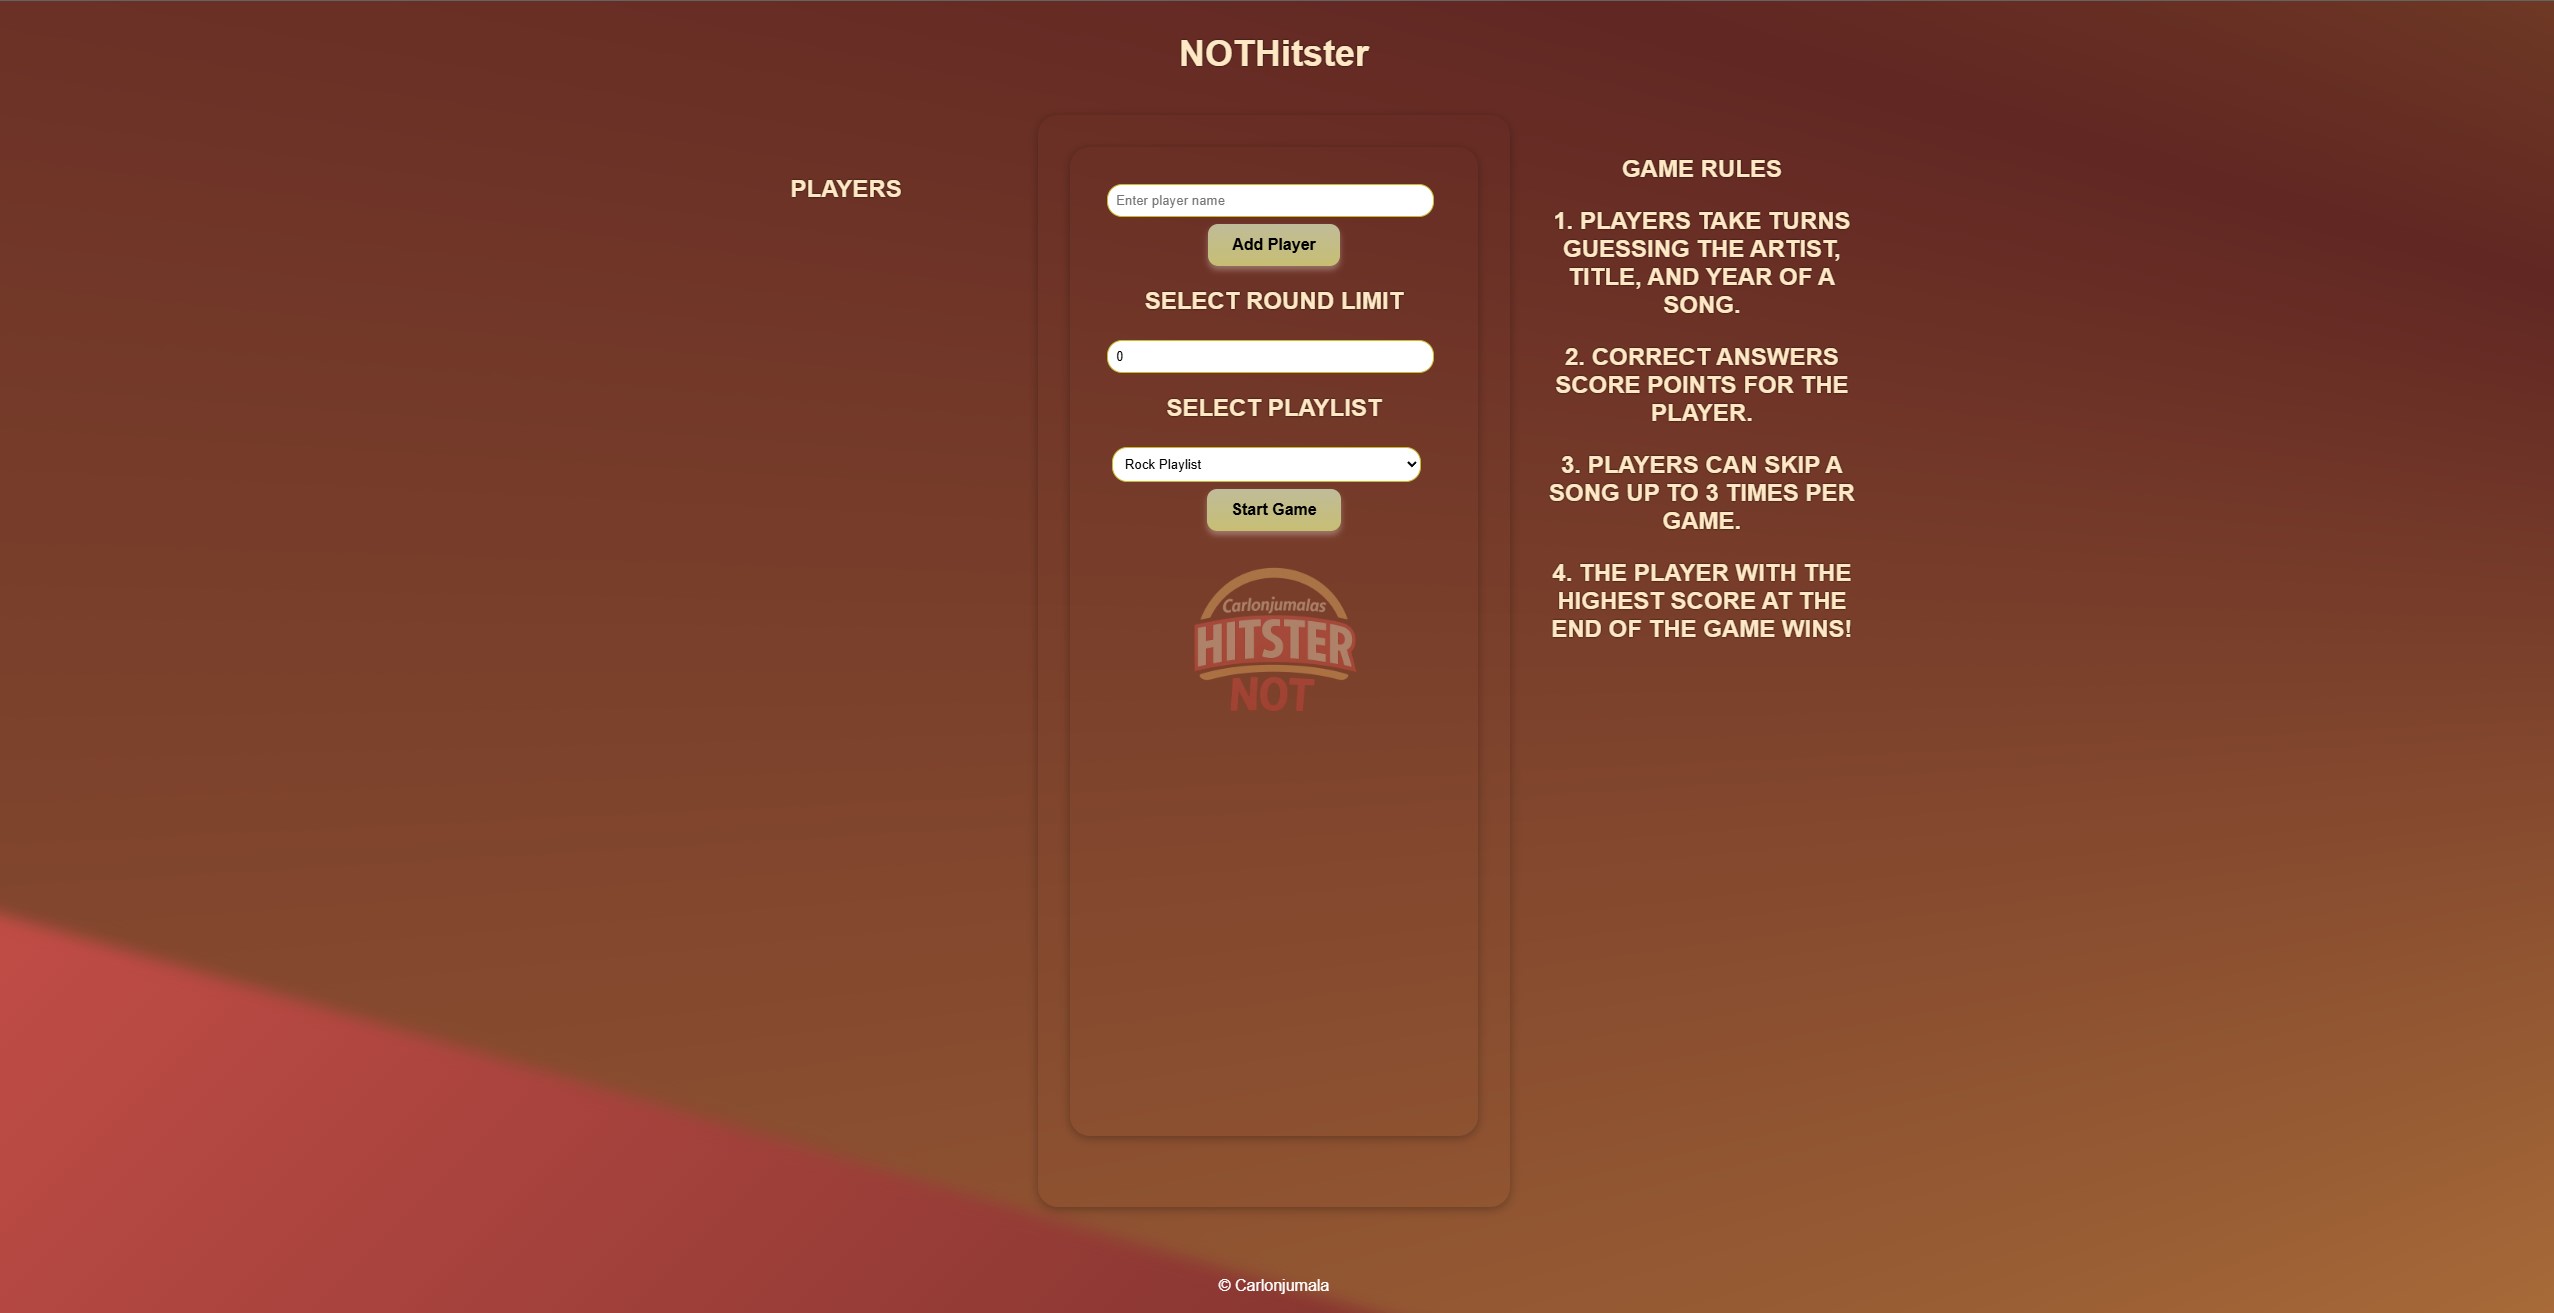 NOTHitster
PLAYERS
Enter player name
Add Player
SELECT ROUND LIMIT
0
SELECT PLAYLIST
Rock Playlist
Start Game
Carlonjumalas
HITSTER
NOT
GAME RULES
1. PLAYERS TAKE TURNS
GUESSING THE ARTIST,
TITLE, AND YEAR OF A
SONG.
2. CORRECT ANSWERS
SCORE POINTS FOR THE
PLAYER.
3. PLAYERS CAN SKIP A
SONG UP TO 3 TIMES PER
GAME.
4. THE PLAYER WITH THE
HIGHEST SCORE AT THE
END OF THE GAME WINS!
© Carlonjumala